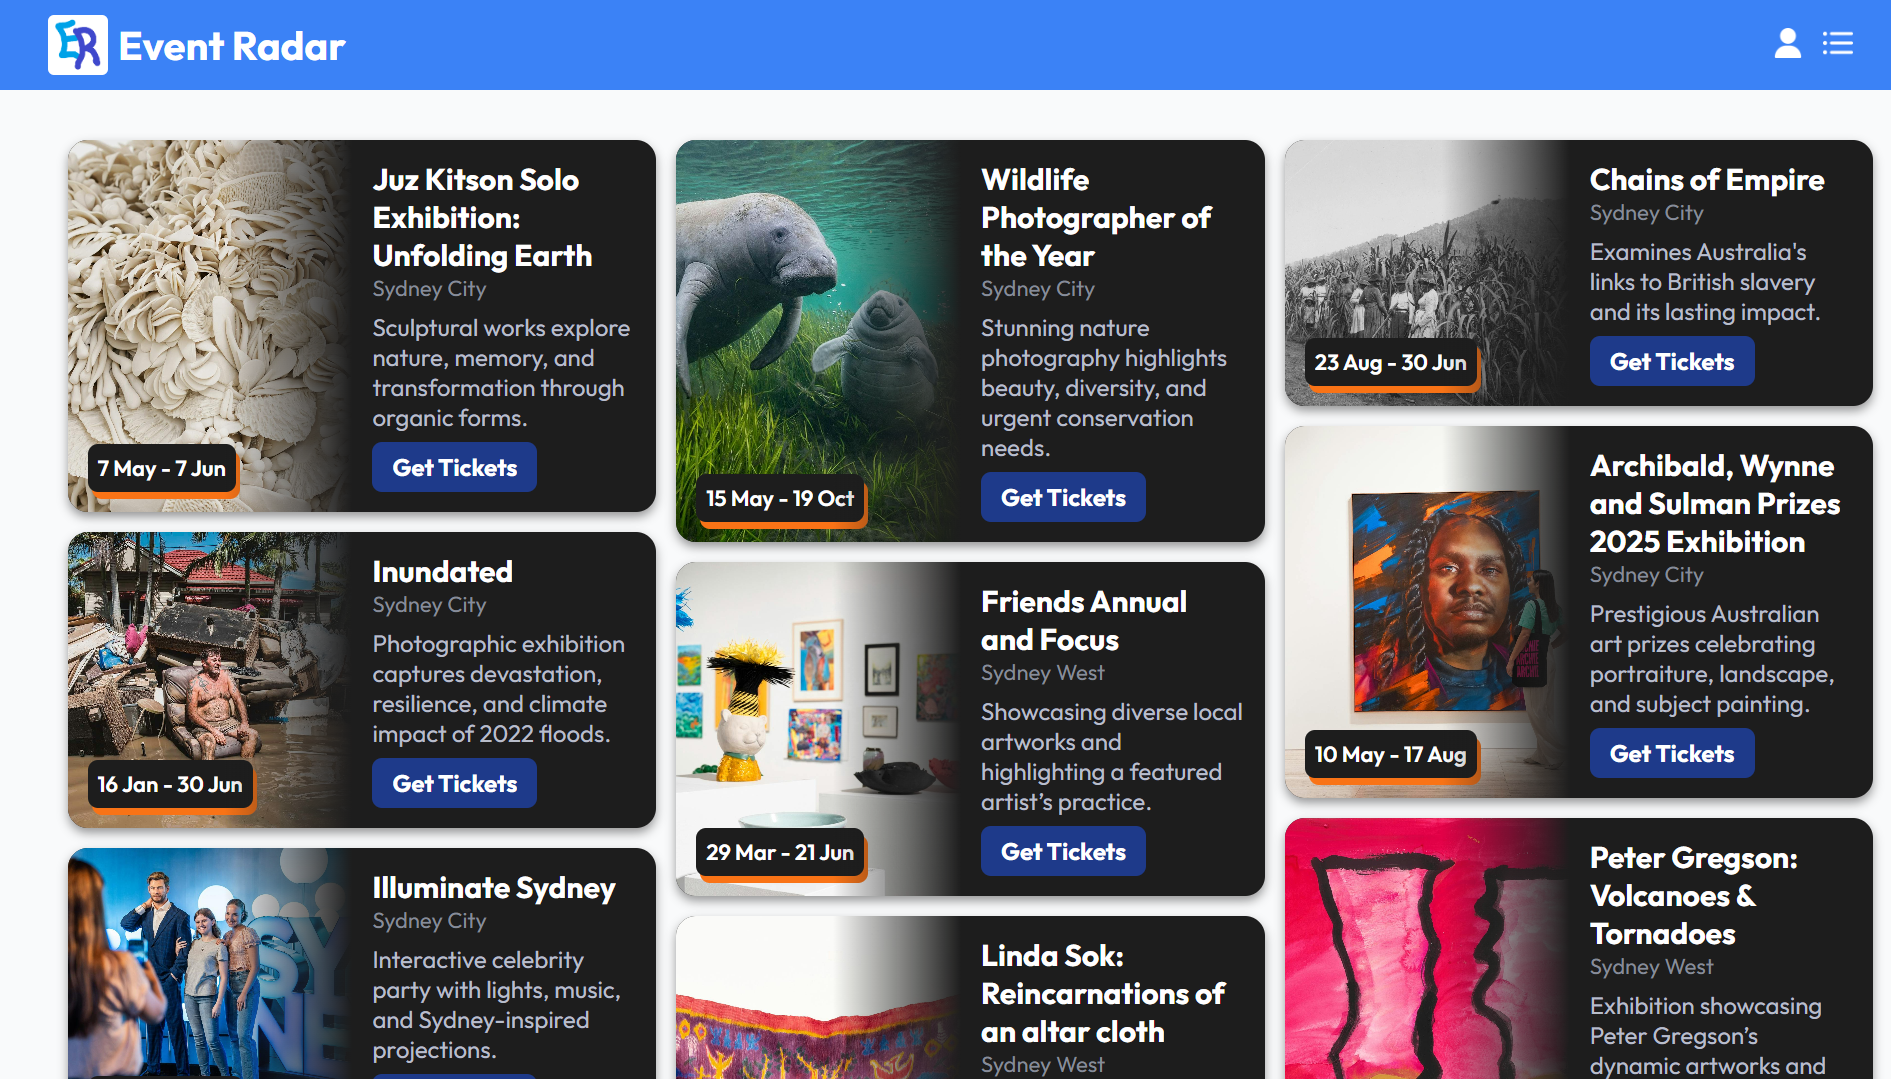 ER Event Radar
Juz Kitson Solo
Exhibition:
Unfolding Earth
Sydney City
Sculptural works explore
nature, memory, and
transformation through
organic forms.
7 May - 7 Jun
Get Tickets
Inundated
Sydney City
Photographic exhibition
captures devastation,
resilience, and climate
impact of 2022 floods.
16 Jan - 30 Jun
Get Tickets
Illuminate Sydney
Sydney City
Interactive celebrity
party with lights, music,
and Sydney-inspired
projections.
Wildlife
Photographer of
the Year
Sydney City
Stunning nature
photography highlights
beauty, diversity, and
urgent conservation
needs.
15 May - 19 Oct
Get Tickets
Friends Annual
and Focus
Sydney West
Showcasing diverse local
artworks and
highlighting a featured
artist’s practice.
29 Mar - 21 Jun
Get Tickets
Linda Sok:
Reincarnations of
an altar cloth
Sydney West
Chains of Empire
Sydney City
Examines Australia's
links to British slavery
and its lasting impact.
23 Aug - 30 Jun
Get Tickets
Archibald, Wynne
and Sulman Prizes
2025 Exhibition
Sydney City
Prestigious Australian
art prizes celebrating
portraiture, landscape,
and subject painting.
10 May - 17 Aug
Get Tickets
Peter Gregson:
Volcanoes &
Tornadoes
Sydney West
Exhibition showcasing
Peter Gregson’s
dynamic artworks and